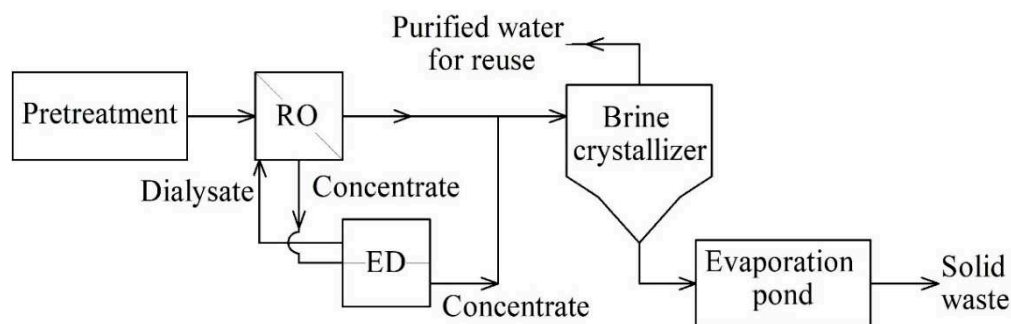 Purified water
for reuse
Pretreatment
RO
Brine
crystallizer
Dialysate
Concentrate
ED
Concentrate
Evaporation
pond
Solid
waste